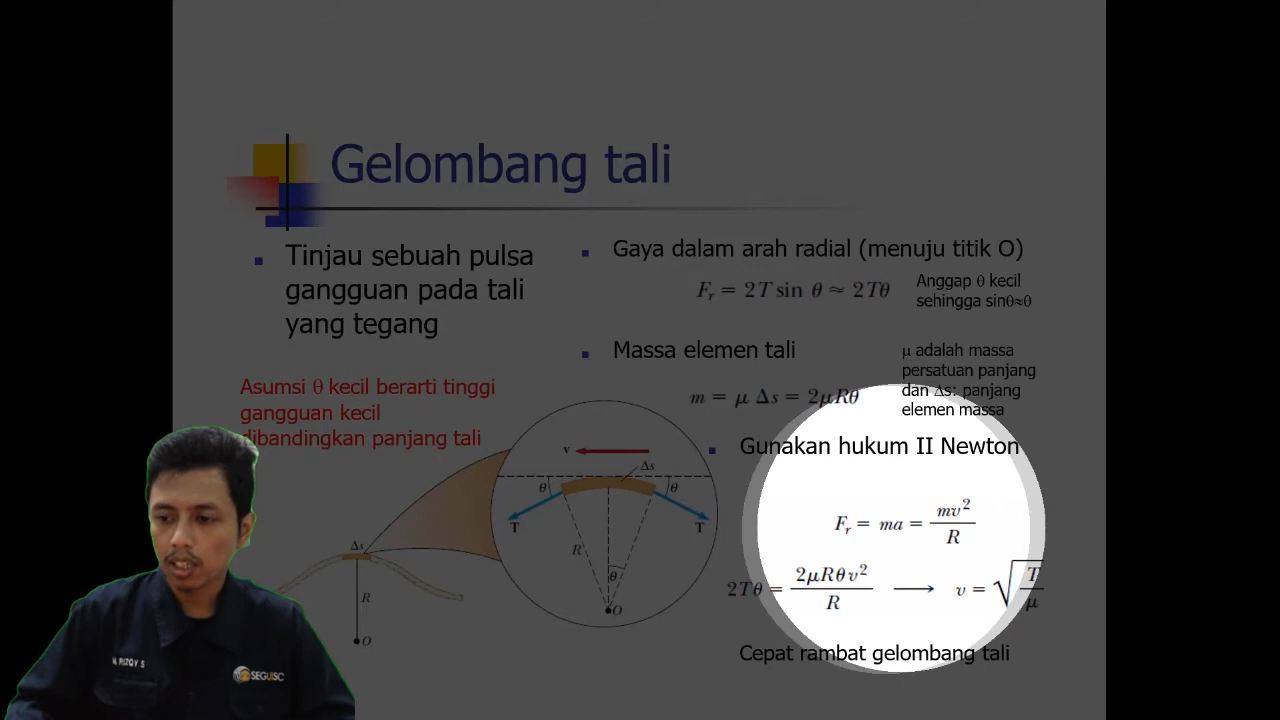 Gelombang tali
Tinjau sebuah pulsa
gangguan pada tali
yang tegang
Asumsi θ kecil berarti tinggi
gangguan kecil
dibandingkan panjang tali
Gaya dalam arah radial (menuju titik O)
F_r = 2T sin θ ≈ 2Tθ
Anggap θ kecil
sehingga sinθ≈θ
Massa elemen tali
m = μ Δs = 2μRθ
μ adalah massa
persatuan panjang
dan Δs: panjang
elemen massa
Gunakan hukum II Newton
F_r = ma = mv²/R
2Tθ = 2μRθv²/R ⟶ v = √(T/μ)
Cepat rambat gelombang tali
v
Δs
θ
θ
T
T
R
θ
O
Δs
R
O
M. RIZQY S
SEGUISC